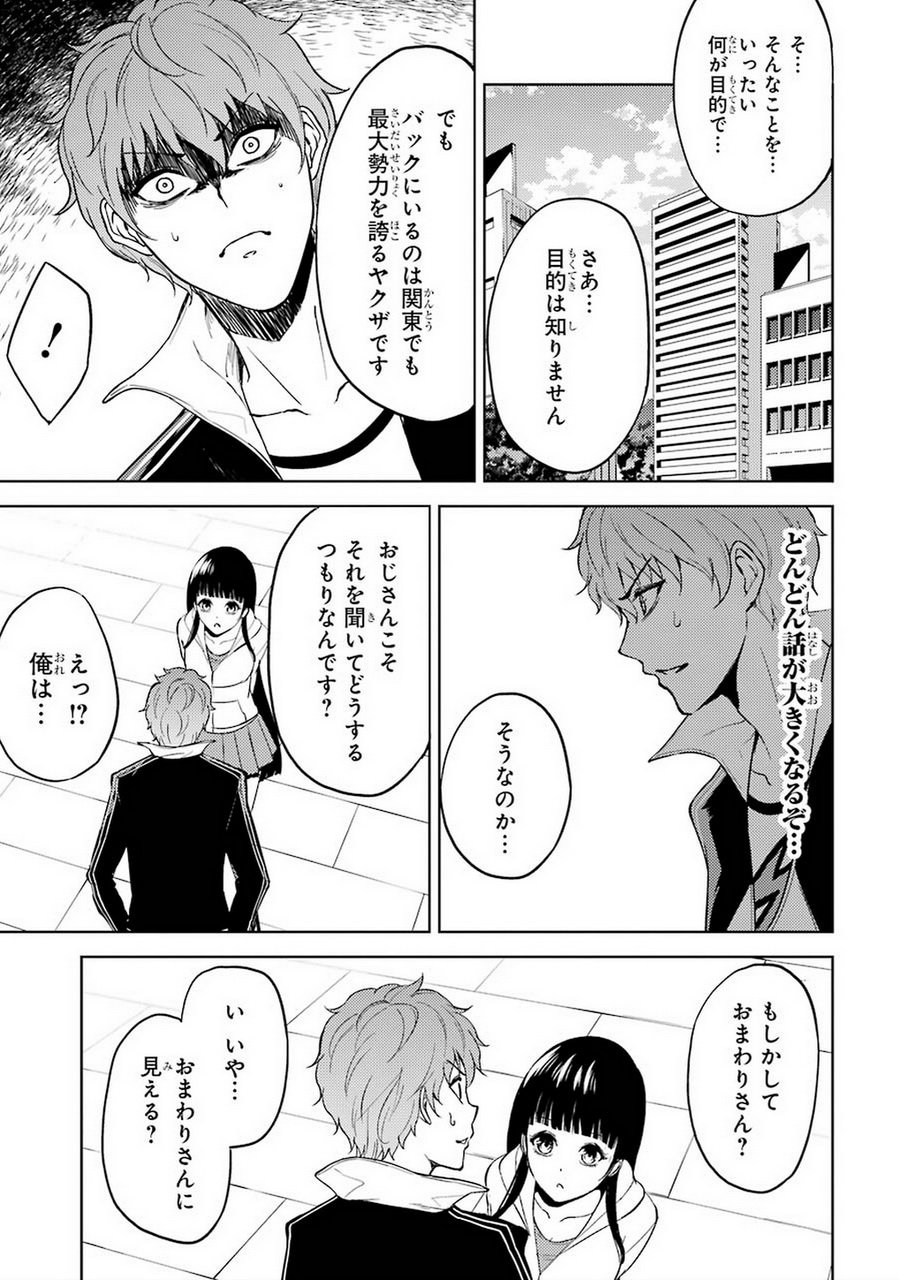 そ…
そんなことを…
いったい
何が目的で…
さあ…
目的は知りません
でも
バックにいるのは関東でも
最大勢力を誇るヤクザです
！
どんどん話が大きくなるぞ…
そうなのか…
おじさんこそ
それを聞いてどうする
つもりなんです？
えっ!?
俺は…
もしかして
おまわりさん？
い いや…
おまわりさんに
見える？